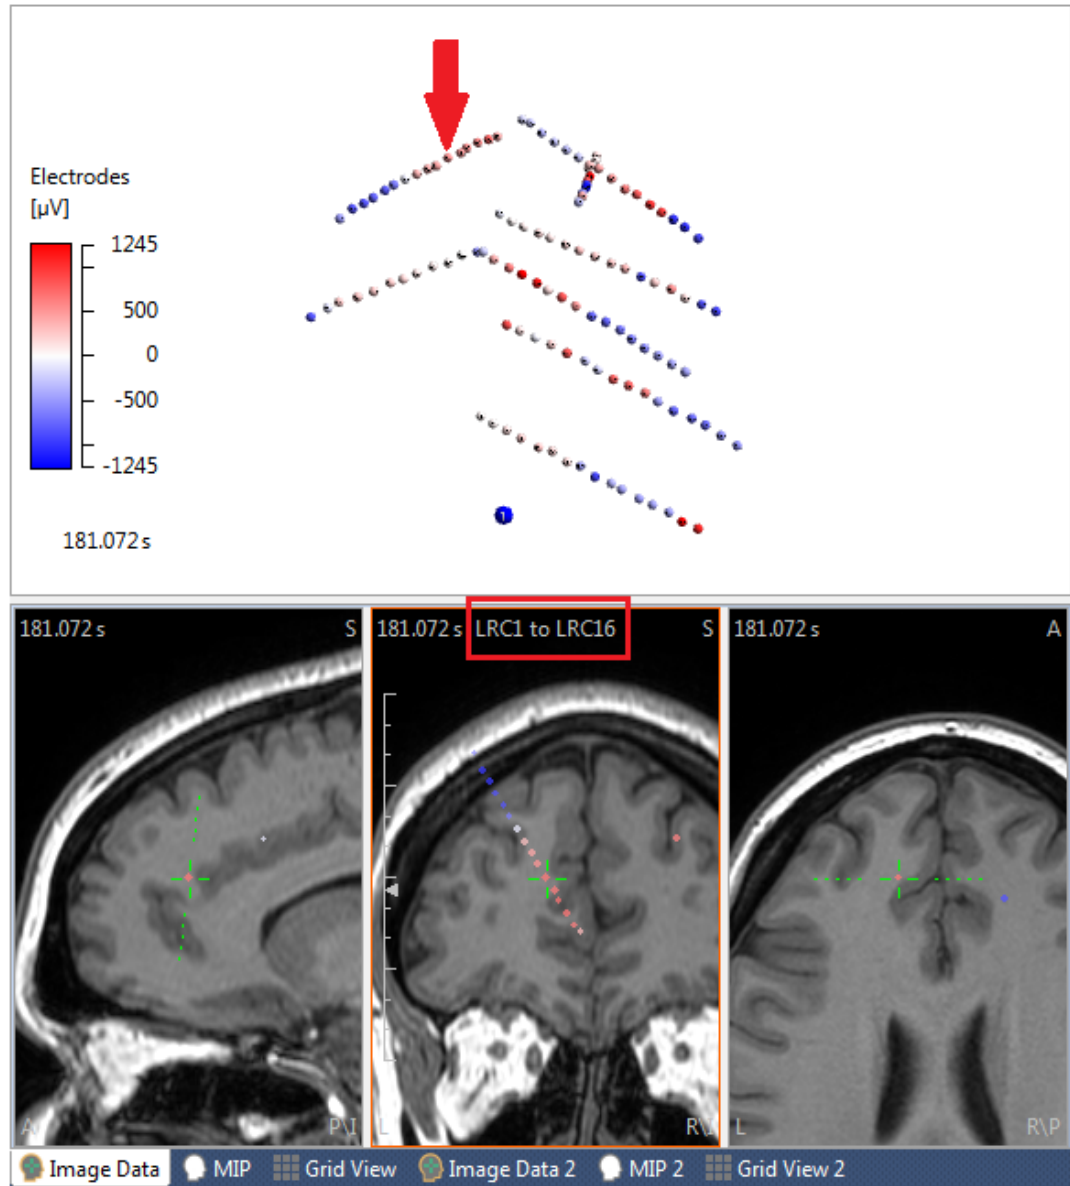 Electrodes
[µV]
1245
500
0
-500
-1245
1
181.072 s
181.072 s S
181.072 s LRC1 to LRC16 S
181.072 s A
A P\I
L R\I
L R\P
Image Data MIP Grid View Image Data 2 MIP 2 Grid View 2